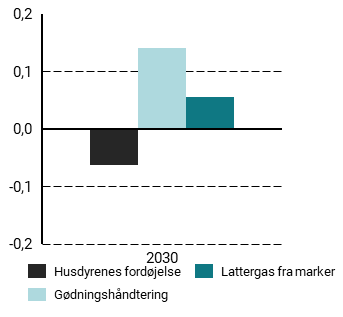 0,2
0,1
0,0
-0,1
-0,2
2030
Husdyrenes fordøjelse
Lattergas fra marker
Gødningshåndtering